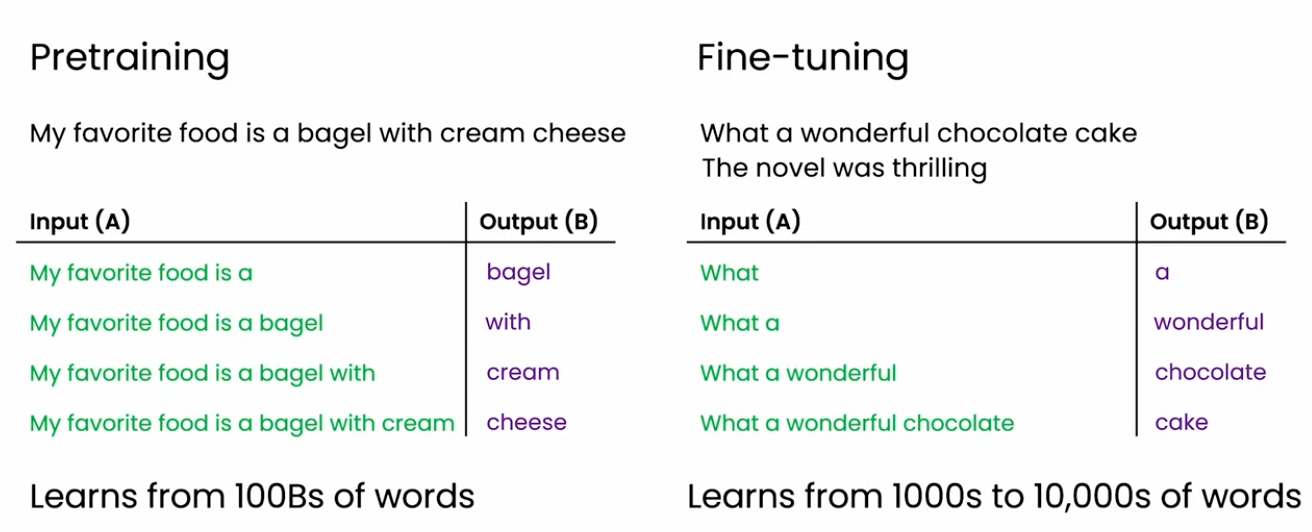 Pretraining
My favorite food is a bagel with cream cheese
Input (A) Output (B)
My favorite food is a bagel
My favorite food is a bagel with
My favorite food is a bagel with cream
My favorite food is a bagel with cream cheese
Learns from 100Bs of words
Fine-tuning
What a wonderful chocolate cake
The novel was thrilling
Input (A) Output (B)
What a
What a wonderful
What a wonderful chocolate
What a wonderful chocolate cake
Learns from 1000s to 10,000s of words